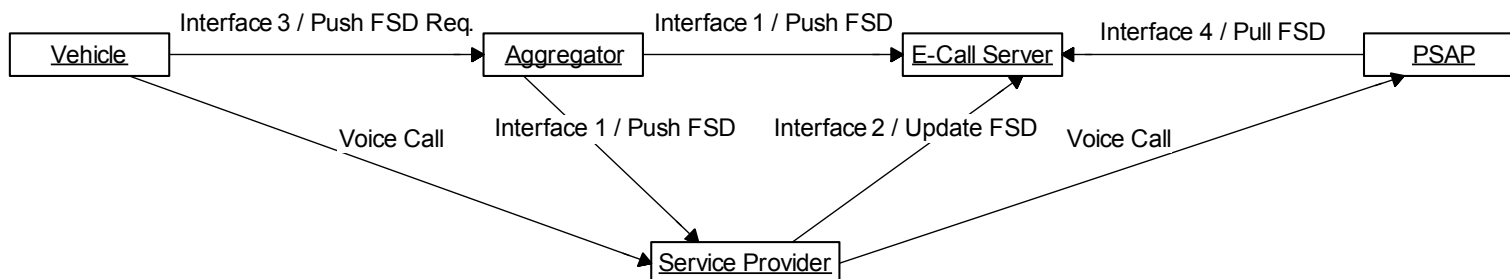 Interface 3 / Push FSD Req.
Interface 1 / Push FSD
Interface 4 / Pull FSD
Vehicle
Aggregator
E-Call Server
PSAP
Interface 1 / Push FSD
Interface 2 / Update FSD
Voice Call
Voice Call
Service Provider